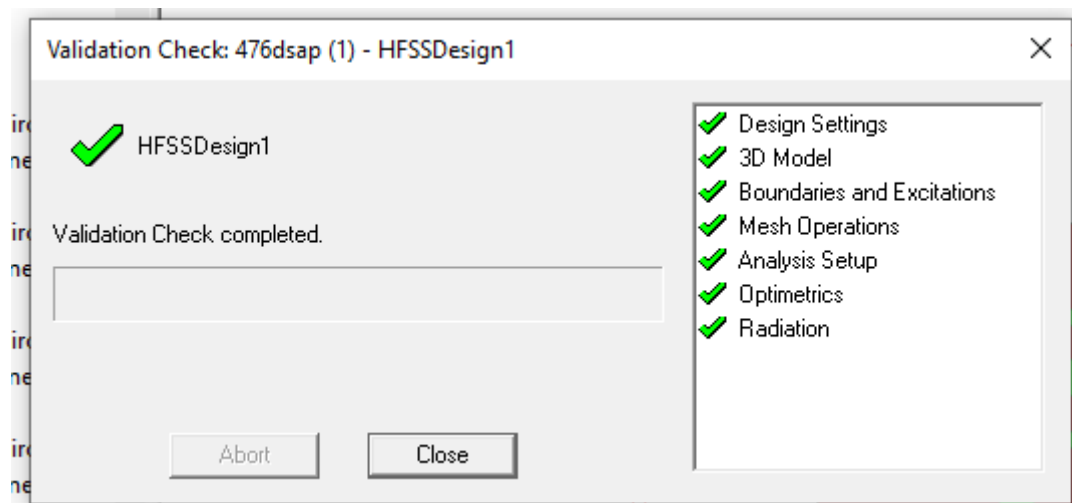 Validation Check: 476dsap (1) - HFSSDesign1
HFSSDesign1
Validation Check completed.
Abort
Close
Design Settings
3D Model
Boundaries and Excitations
Mesh Operations
Analysis Setup
Optimetrics
Radiation